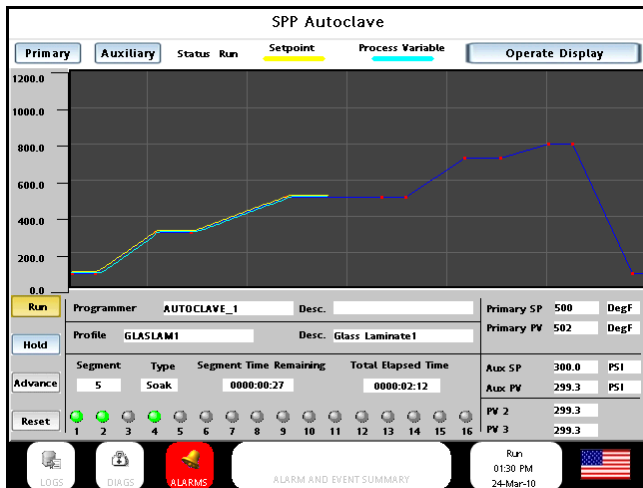 SPP Autoclave
Primary Auxiliary Status Run Setpoint Process Variable Operate Display
1200.0
1000.0
800.0
600.0
400.0
200.0
0.0
Run Programmer AUTOCLAVE_1 Desc. Primary SP 500 DegF
Primary PV 502 DegF
Hold Profile GLASLAM1 Desc. Glass Laminate1
Segment Type Segment Time Remaining Total Elapsed Time Aux SP 300.0 PSI
Advance 5 Soak 0000:00:27 0000:02:12 Aux PV 299.3 PSI
Reset PV 2 299.3
1 2 3 4 5 6 7 8 9 10 11 12 13 14 15 16 PV 3 299.3
LOGS DIAGS ALARMS ALARM AND EVENT SUMMARY Run
01:30 PM
24-Mar-10